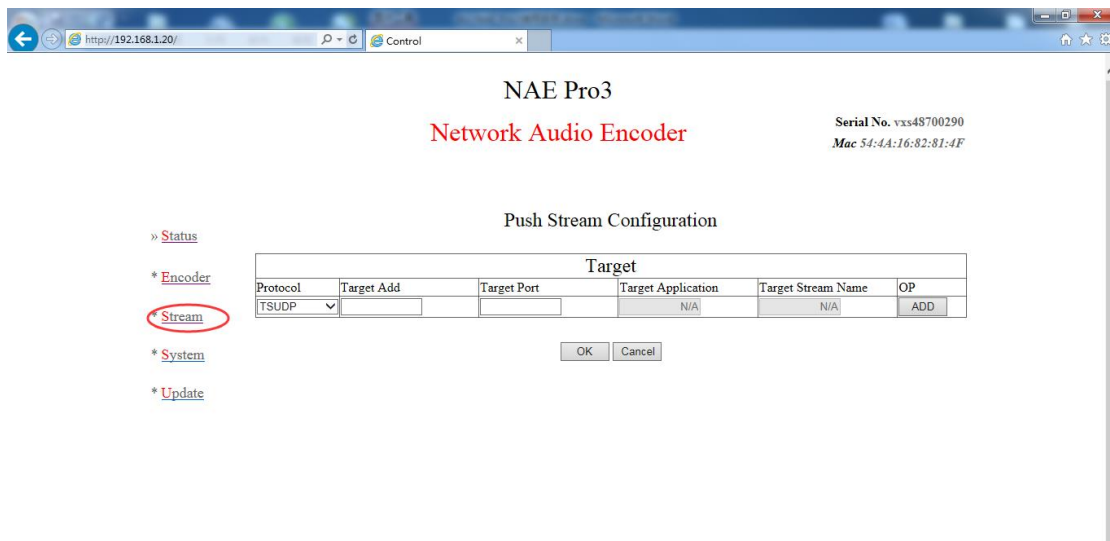 http://192.168.1.20/
Control
NAE Pro3
Network Audio Encoder
Serial No. vxs48700290
Mac 54:4A:16:82:81:4F
Push Stream Configuration
» Status
* Encoder
* Stream
* System
* Update
Target
Protocol Target Add Target Port Target Application Target Stream Name OP
TSUDP N/A N/A ADD
OK Cancel